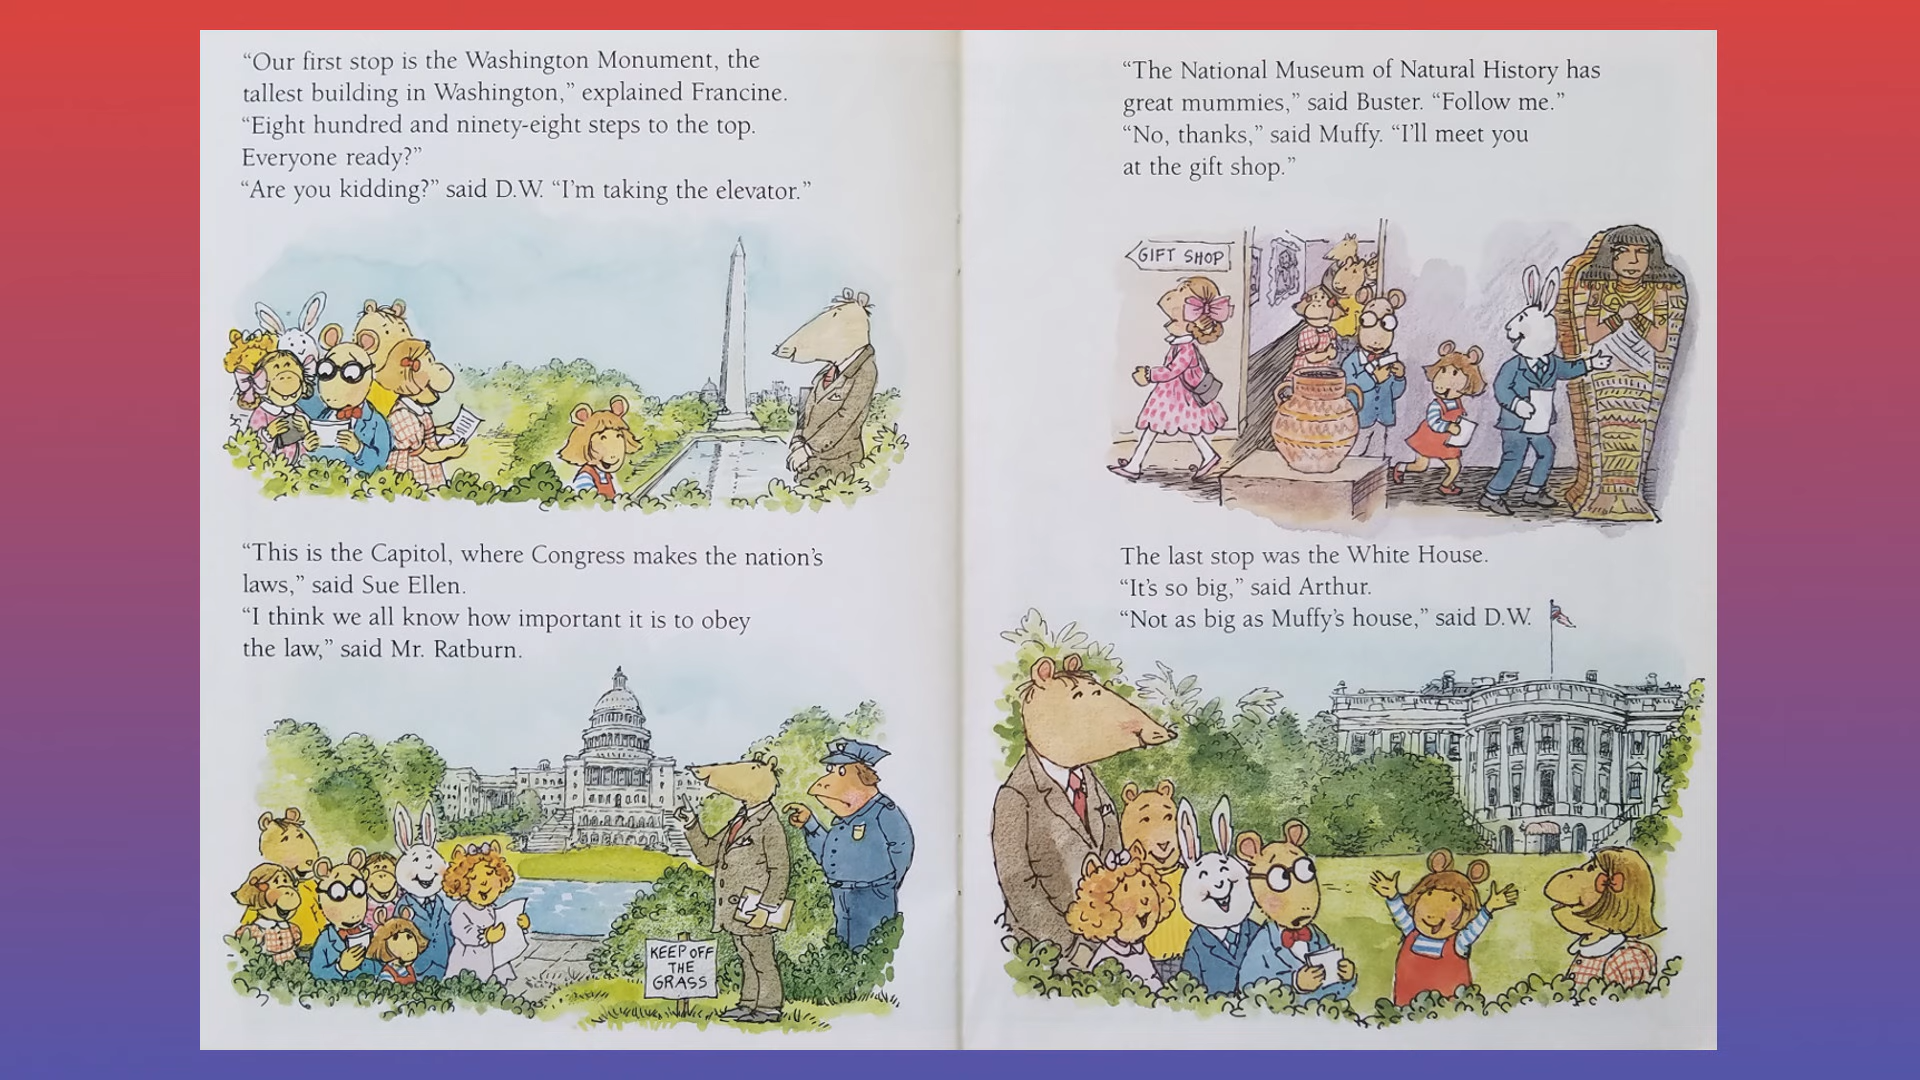 “Our first stop is the Washington Monument, the
tallest building in Washington,” explained Francine.
“Eight hundred and ninety-eight steps to the top.
Everyone ready?”
“Are you kidding?” said D.W. “I’m taking the elevator.”
“This is the Capitol, where Congress makes the nation’s
laws,” said Sue Ellen.
“I think we all know how important it is to obey
the law,” said Mr. Ratburn.
KEEP OFF
THE
GRASS
“The National Museum of Natural History has
great mummies,” said Buster. “Follow me.”
“No, thanks,” said Muffy. “I’ll meet you
at the gift shop.”
GIFT SHOP
The last stop was the White House.
“It’s so big,” said Arthur.
“Not as big as Muffy’s house,” said D.W.